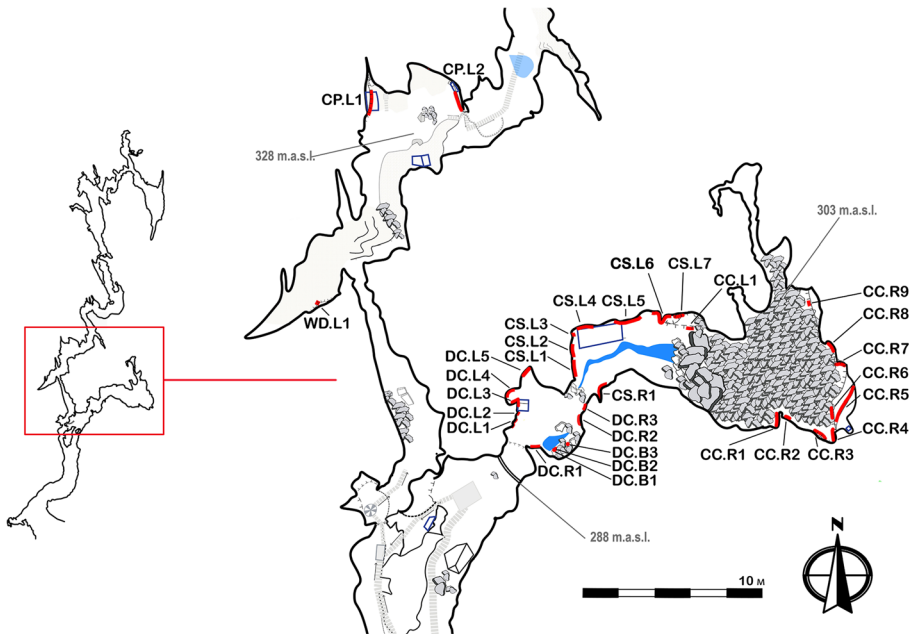 CP.L2
CP.L1
328 m.a.s.l.
303 m.a.s.l.
CS.L6
CS.L7
CC.L1
CS.L4
CS.L5
CC.R9
WD.L1
CS.L3
CC.R8
CS.L2
DC.L5
CS.L1
CC.R7
DC.L4
CC.R6
DC.L3
CS.R1
CC.R5
DC.L2
DC.R3
DC.L1
DC.R2
CC.R4
DC.B3
CC.R1
CC.R2
CC.R3
DC.R1
DC.B2
DC.B1
N
288 m.a.s.l.
10 M